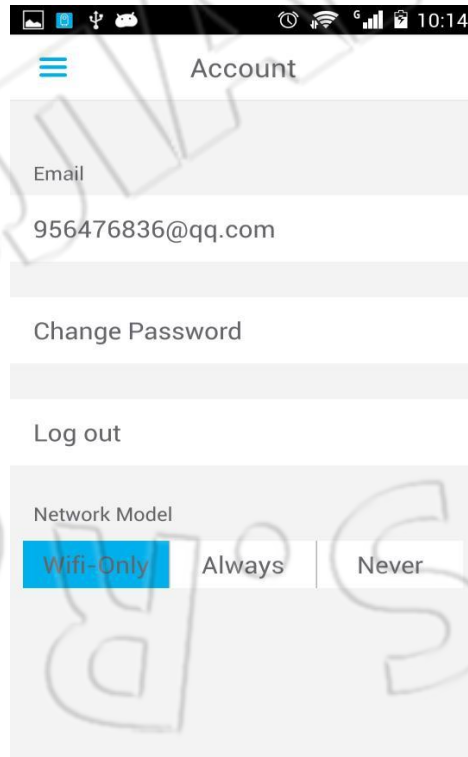 G 10:14
Account
Email
956476836@qq.com
Change Password
Log out
Network Model
Wifi-Only Always Never